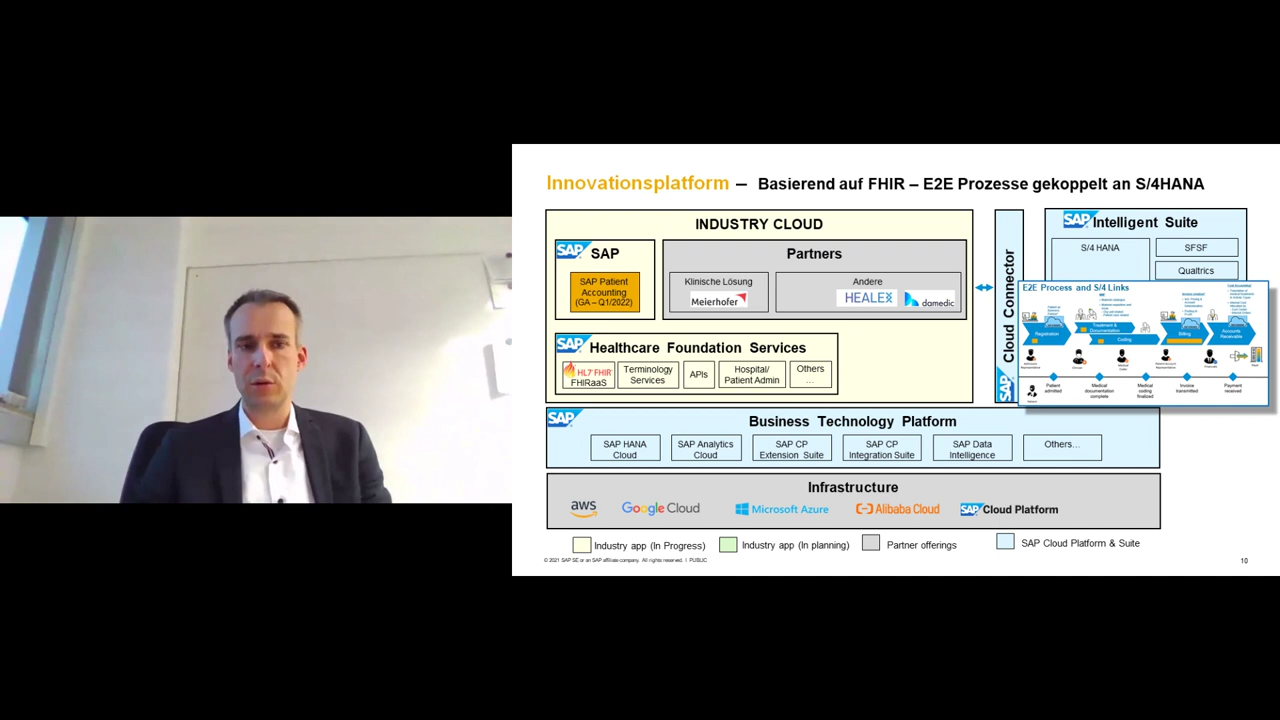 Innovationsplatform – Basierend auf FHIR – E2E Prozesse gekoppelt an S/4HANA
INDUSTRY CLOUD
SAP SAP
SAP Patient
Accounting
(GA – Q1/2022)
Partners
Klinische Lösung
Meierhofer
Andere
HEALEX
damedic
SAP Healthcare Foundation Services
HL7 FHIR
FHIRaaS
Terminology
Services
APIs
Hospital/
Patient Admin
Others
...
SAP Cloud Connector
SAP Intelligent Suite
S/4 HANA
SFSF
Qualtrics
E2E Process and S/4 Links
Registration
Treatment &
Documentation
Coding
Billing
Accounts
Receivable
Patient
admitted
Medical
documentation
complete
Medical
coding
finalized
Invoice
transmitted
Payment
received
SAP
Business Technology Platform
SAP HANA
Cloud
SAP Analytics
Cloud
SAP CP
Extension Suite
SAP CP
Integration Suite
SAP Data
Intelligence
Others...
Infrastructure
aws
Google Cloud
Microsoft Azure
Alibaba Cloud
SAP Cloud Platform
Industry app (In Progress)
Industry app (In planning)
Partner offerings
SAP Cloud Platform & Suite
© 2021 SAP SE or an SAP affiliate company. All rights reserved. I PUBLIC
10